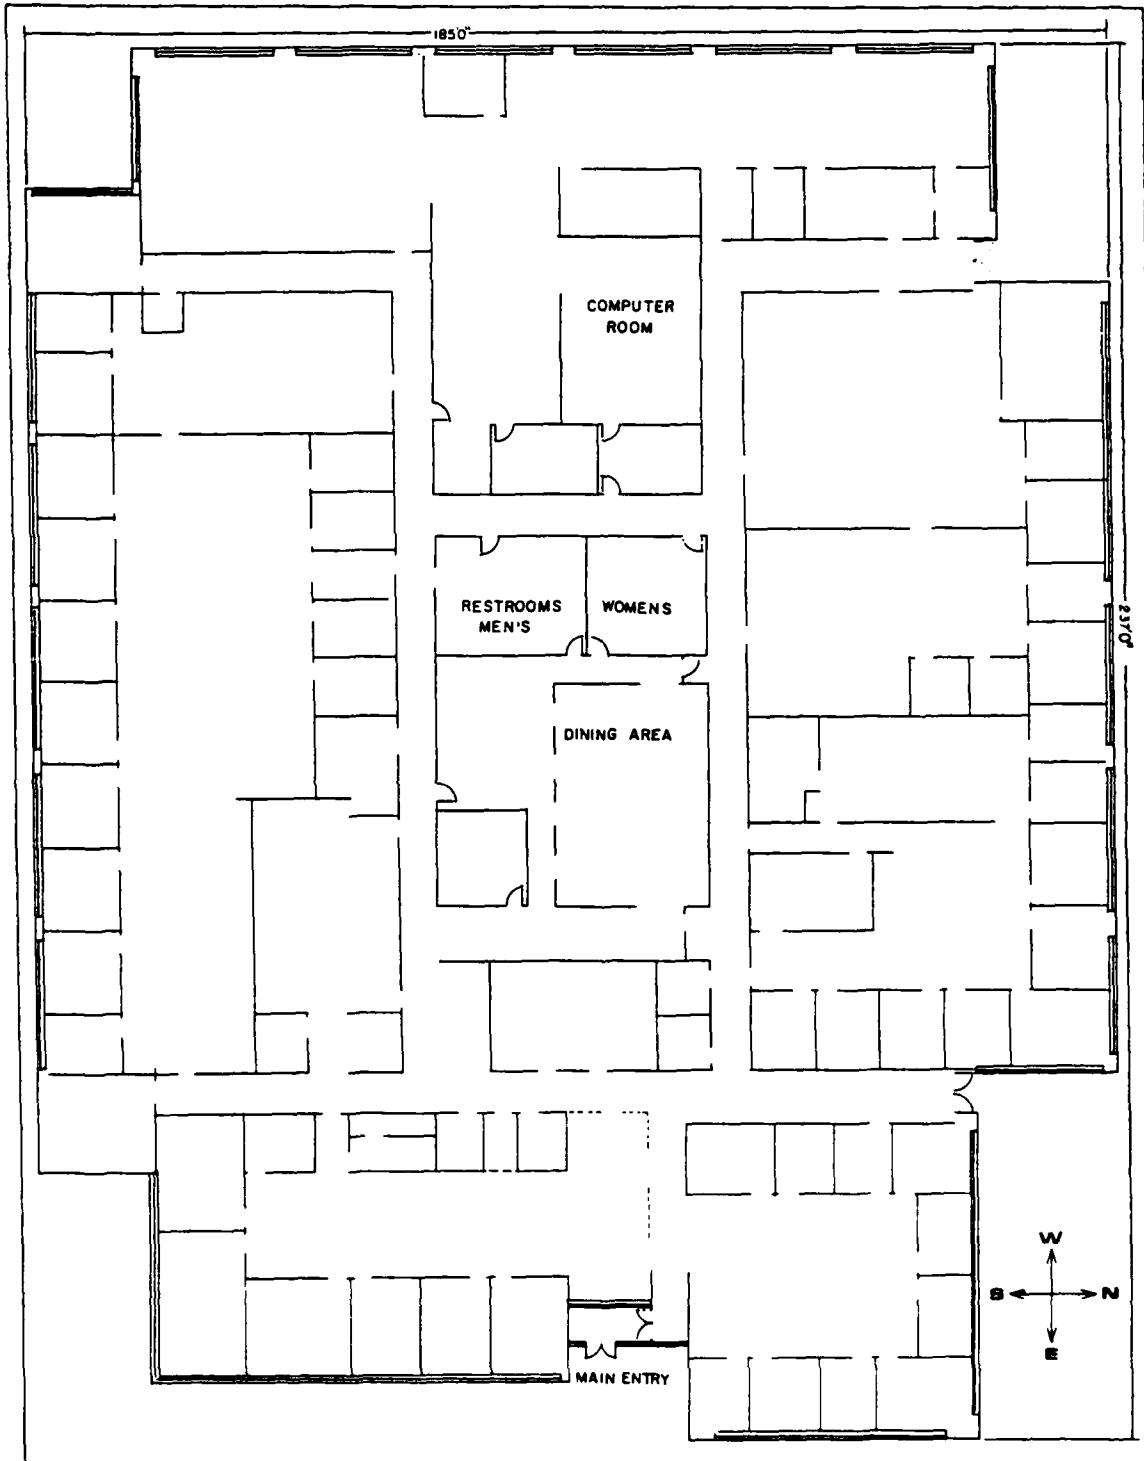 185'0"
COMPUTER
ROOM
RESTROOMS
MEN'S
WOMENS
237'0"
DINING AREA
W
S N
E
MAIN ENTRY